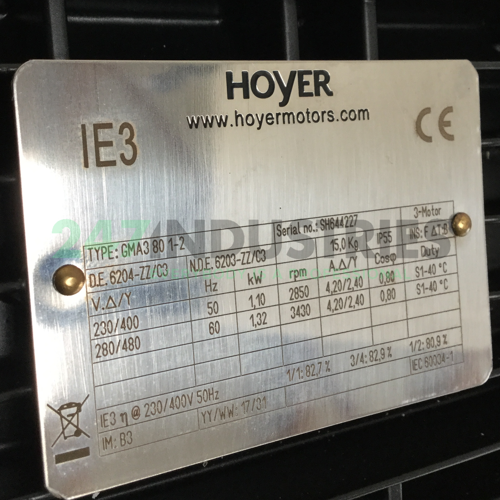 HOYER
www.hoyermotors.com
IE3
CE
247INDUSTRIES
TYPE: GMA3 80 1-2 Serial no.: SH644227 3-Motor
D.E. 6204-ZZ/C3 N.D.E. 6203-ZZ/C3 15,0 Kg IP55 INS: F ΔT:B
V.Δ/Y Hz kW rpm A.Δ/Y Cosφ Duty
230/400 50 1,10 2850 4,20/2,40 0,80 S1-40 °C
280/480 60 1,32 3430 4,20/2,40 0,80 S1-40 °C
IE3 η @ 230/400V 50Hz 1/1: 82,7% 3/4: 82,9% 1/2: 80,9%
IM: B3 YY/WW: 17/31 IEC 60034-1